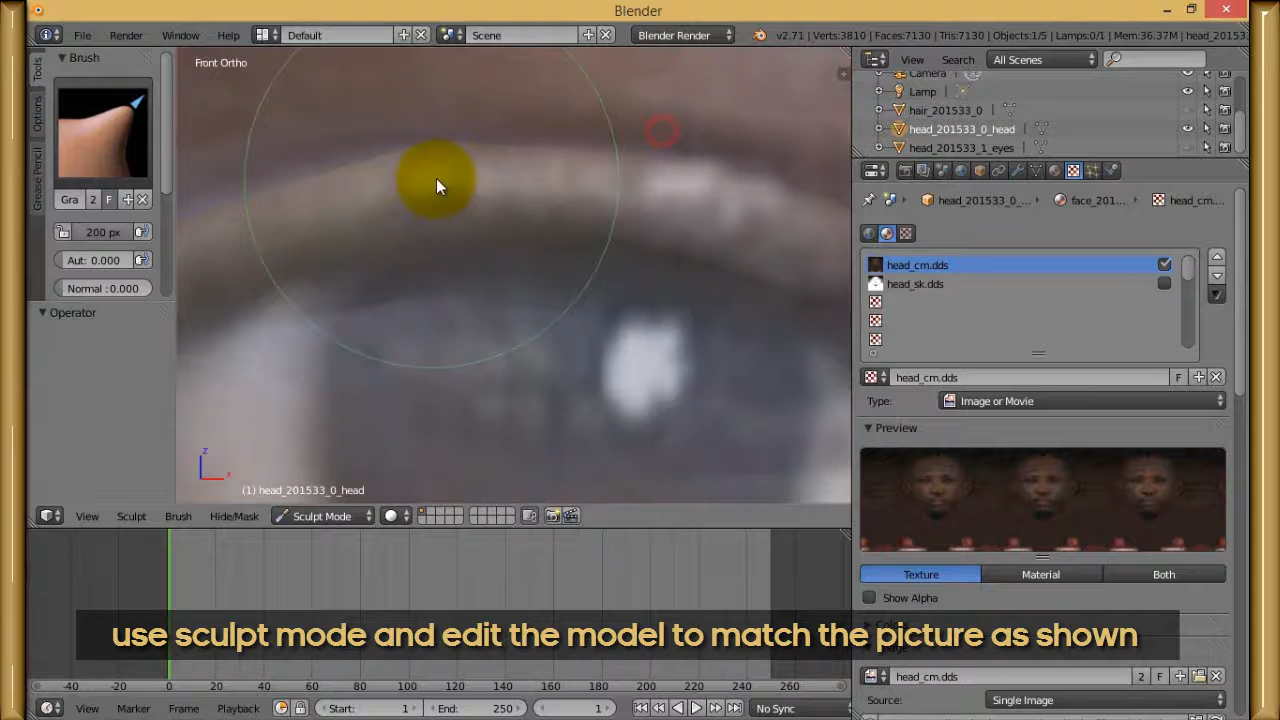 Blender
File Render Window Help Default Scene Blender Render v2.71 | Verts:3810 | Faces:7130 | Tris:7130 | Objects:1/5 | Lamps:0/1 | Mem:36.37M | head_201533
Tools
Options
Grease Pencil
Brush
Gra 2 F
200 px
Aut: 0.000
Normal: 0.000
Operator
Front Ortho
z
x
(1) head_201533_0_head
View Sculpt Brush Hide/Mask Sculpt Mode
View Search All Scenes
Camera
Lamp
hair_201533_0
head_201533_0_head
head_201533_1_eyes
head_201533_0_... face_201... head_cm....
head_cm.dds
head_sk.dds
head_cm.dds F
Type: Image or Movie
Preview
Texture Material Both
Show Alpha
use sculpt mode and edit the model to match the picture as shown
head_cm.dds 2 F
Source: Single Image
-40 -20 0 20 40 60 80 100 120 140 160 180 200 220 240 260
View Marker Frame Playback Start: 1 End: 250 1 No Sync